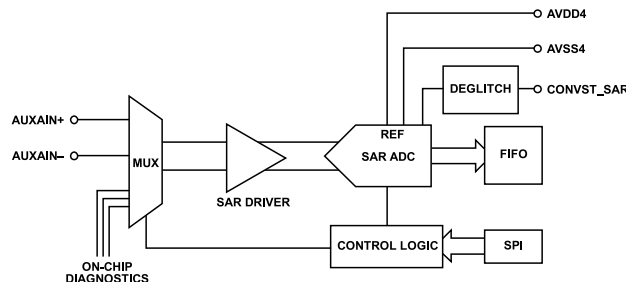 AVDD4
AVSS4
DEGLITCH
CONVST_SAR
AUXAIN+
REF
AUXAIN–
MUX
SAR ADC
FIFO
SAR DRIVER
CONTROL LOGIC
SPI
ON-CHIP
DIAGNOSTICS